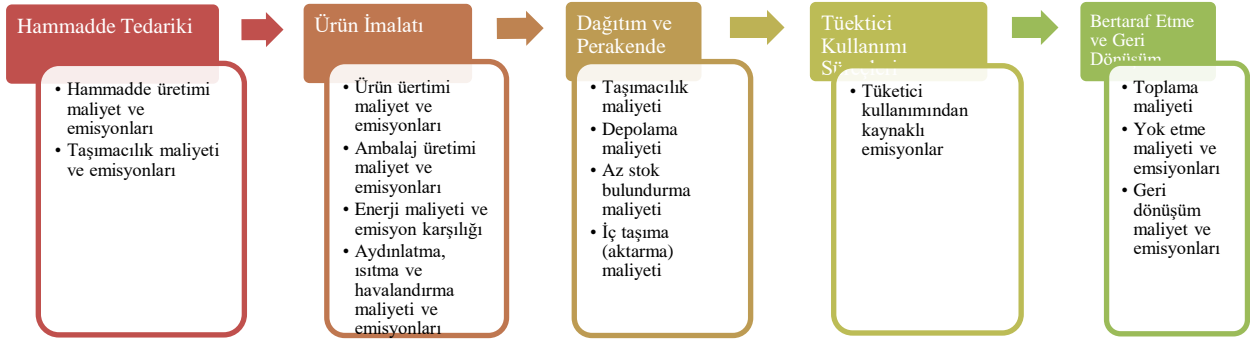 Hammadde Tedariki
• Hammadde üretimi
maliyet ve
emisyonları
• Taşımacılık maliyeti
ve emisyonları
Ürün İmalatı
• Ürün üertimi
maliyet ve
emisyonları
• Ambalaj üretimi
maliyet ve
emisyonları
• Enerji maliyeti ve
emisyon karşılığı
• Aydınlatma,
ısıtma ve
havalandırma
maliyeti ve
emisyonları
Dağıtım ve
Perakende
• Taşımacılık
maliyeti
• Depolama
maliyeti
• Az stok
bulundurma
maliyeti
• İç taşıma
(aktarma)
maliyeti
Tüektici
Kullanımı
Süreçleri
• Tüketici
kullanımından
kaynaklı
emisyonlar
Bertaraf Etme
ve Geri
Dönüşüm
• Toplama
maliyeti
• Yok etme
maliyeti ve
emsiyonları
• Geri
dönüşüm
maliyet ve
emisyonları